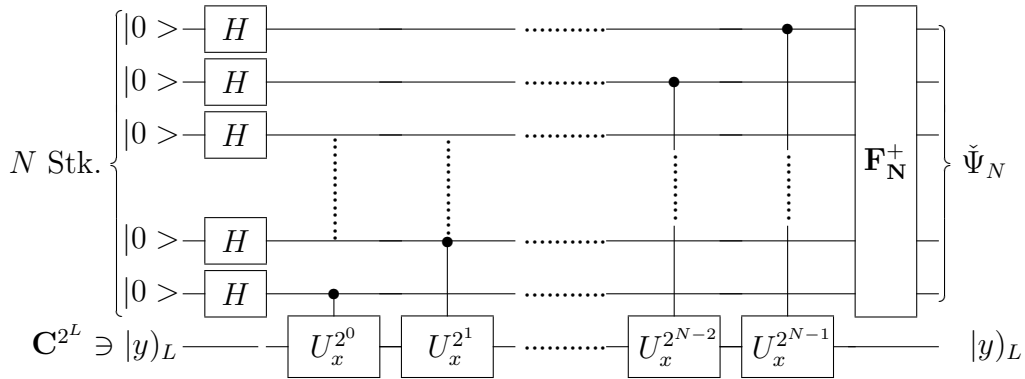 |0 > H
|0 > H
|0 > H
N Stk. F_N^+ Ψ̌_N
|0 > H
|0 > H
C^{2^L} ∋ |y)_L U_x^{2^0} U_x^{2^1} U_x^{2^{N−2}} U_x^{2^{N−1}} |y)_L